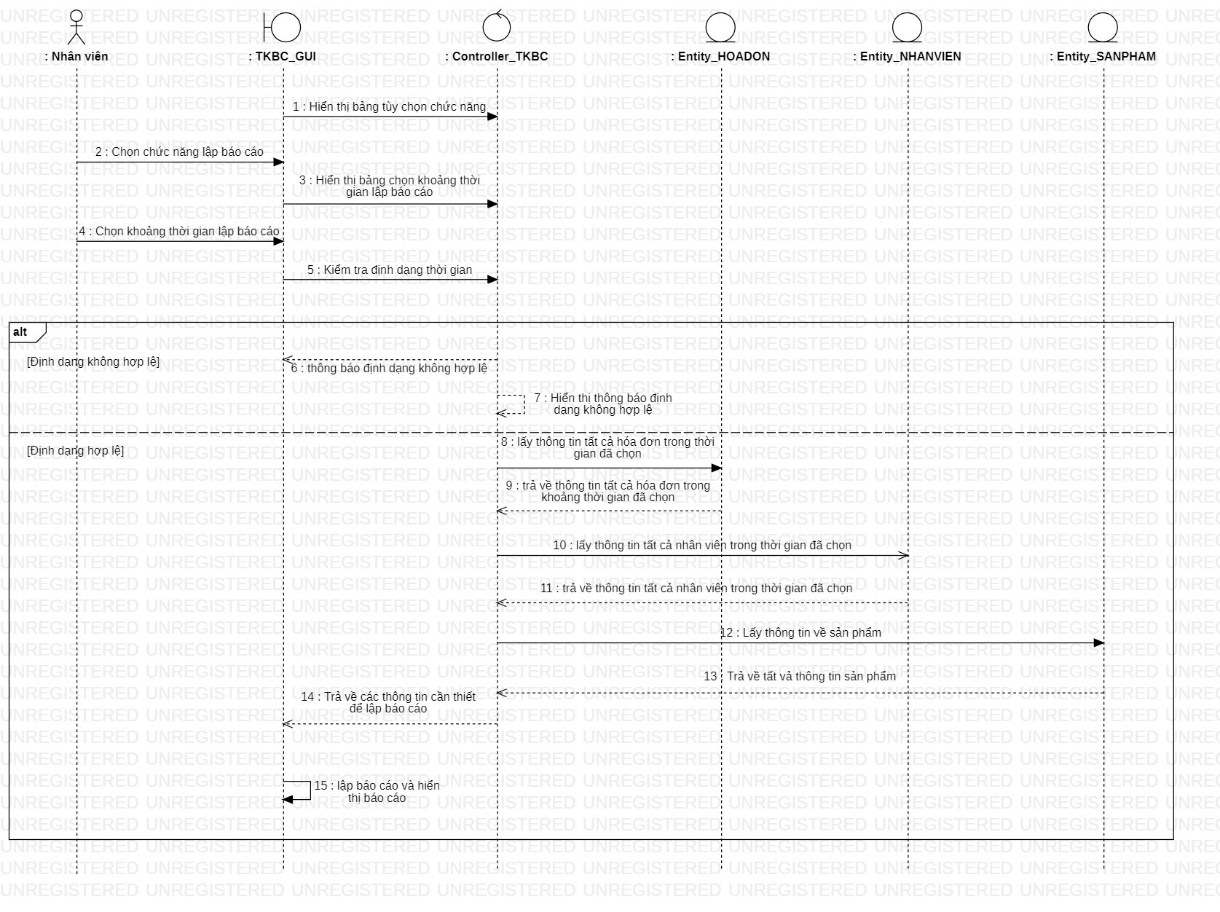 : Nhân viên
: TKBC_GUI
: Controller_TKBC
: Entity_HOADON
: Entity_NHANVIEN
: Entity_SANPHAM
1 : Hiển thị bảng tùy chọn chức năng
2 : Chọn chức năng lập báo cáo
3 : Hiển thị bảng chọn khoảng thời
gian lập báo cáo
4 : Chọn khoảng thời gian lập báo cáo
5 : Kiểm tra định dạng thời gian
alt
[Định dạng không hợp lệ]
6 : thông báo định dạng không hợp lệ
7 : Hiển thị thông báo định
dạng không hợp lệ
[Định dạng hợp lệ]
8 : lấy thông tin tất cả hóa đơn trong thời
gian đã chọn
9 : trả về thông tin tất cả hóa đơn trong
khoảng thời gian đã chọn
10 : lấy thông tin tất cả nhân viên trong thời gian đã chọn
11 : trả về thông tin tất cả nhân viên trong thời gian đã chọn
12 : Lấy thông tin về sản phẩm
13 : Trả về tất vả thông tin sản phẩm
14 : Trả về các thông tin cần thiết
để lập báo cáo
15 : lập báo cáo và hiển
thị báo cáo
UNREGISTERED